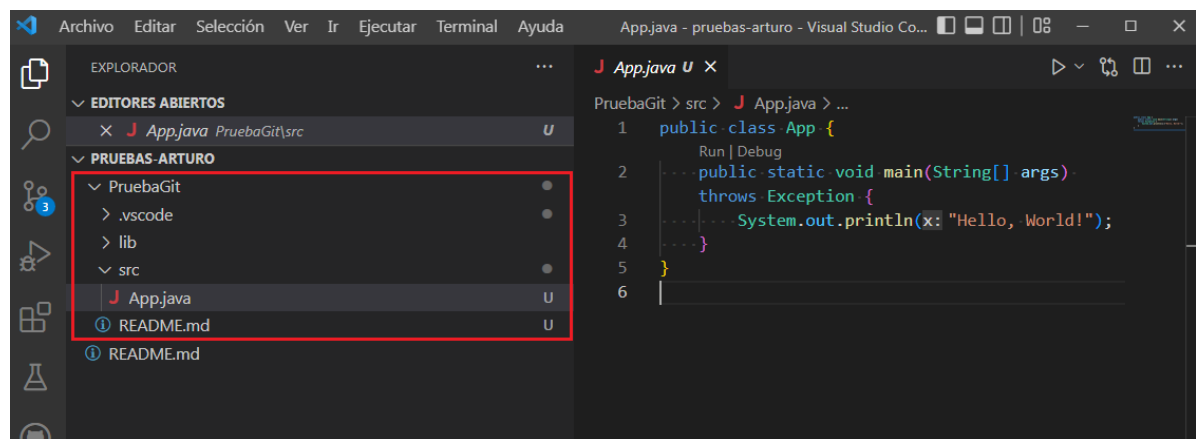 Archivo Editar Selección Ver Ir Ejecutar Terminal Ayuda App.java - pruebas-arturo - Visual Studio Co...
EXPLORADOR
EDITORES ABIERTOS
J App.java PruebaGit\src U
PRUEBAS-ARTURO
PruebaGit
.vscode
lib
src
J App.java U
README.md U
README.md
3
J App.java U
PruebaGit > src > J App.java > ...
1 public class App {
Run | Debug
2 public static void main(String[] args)
throws Exception {
3 System.out.println(x: "Hello, World!");
4 }
5 }
6